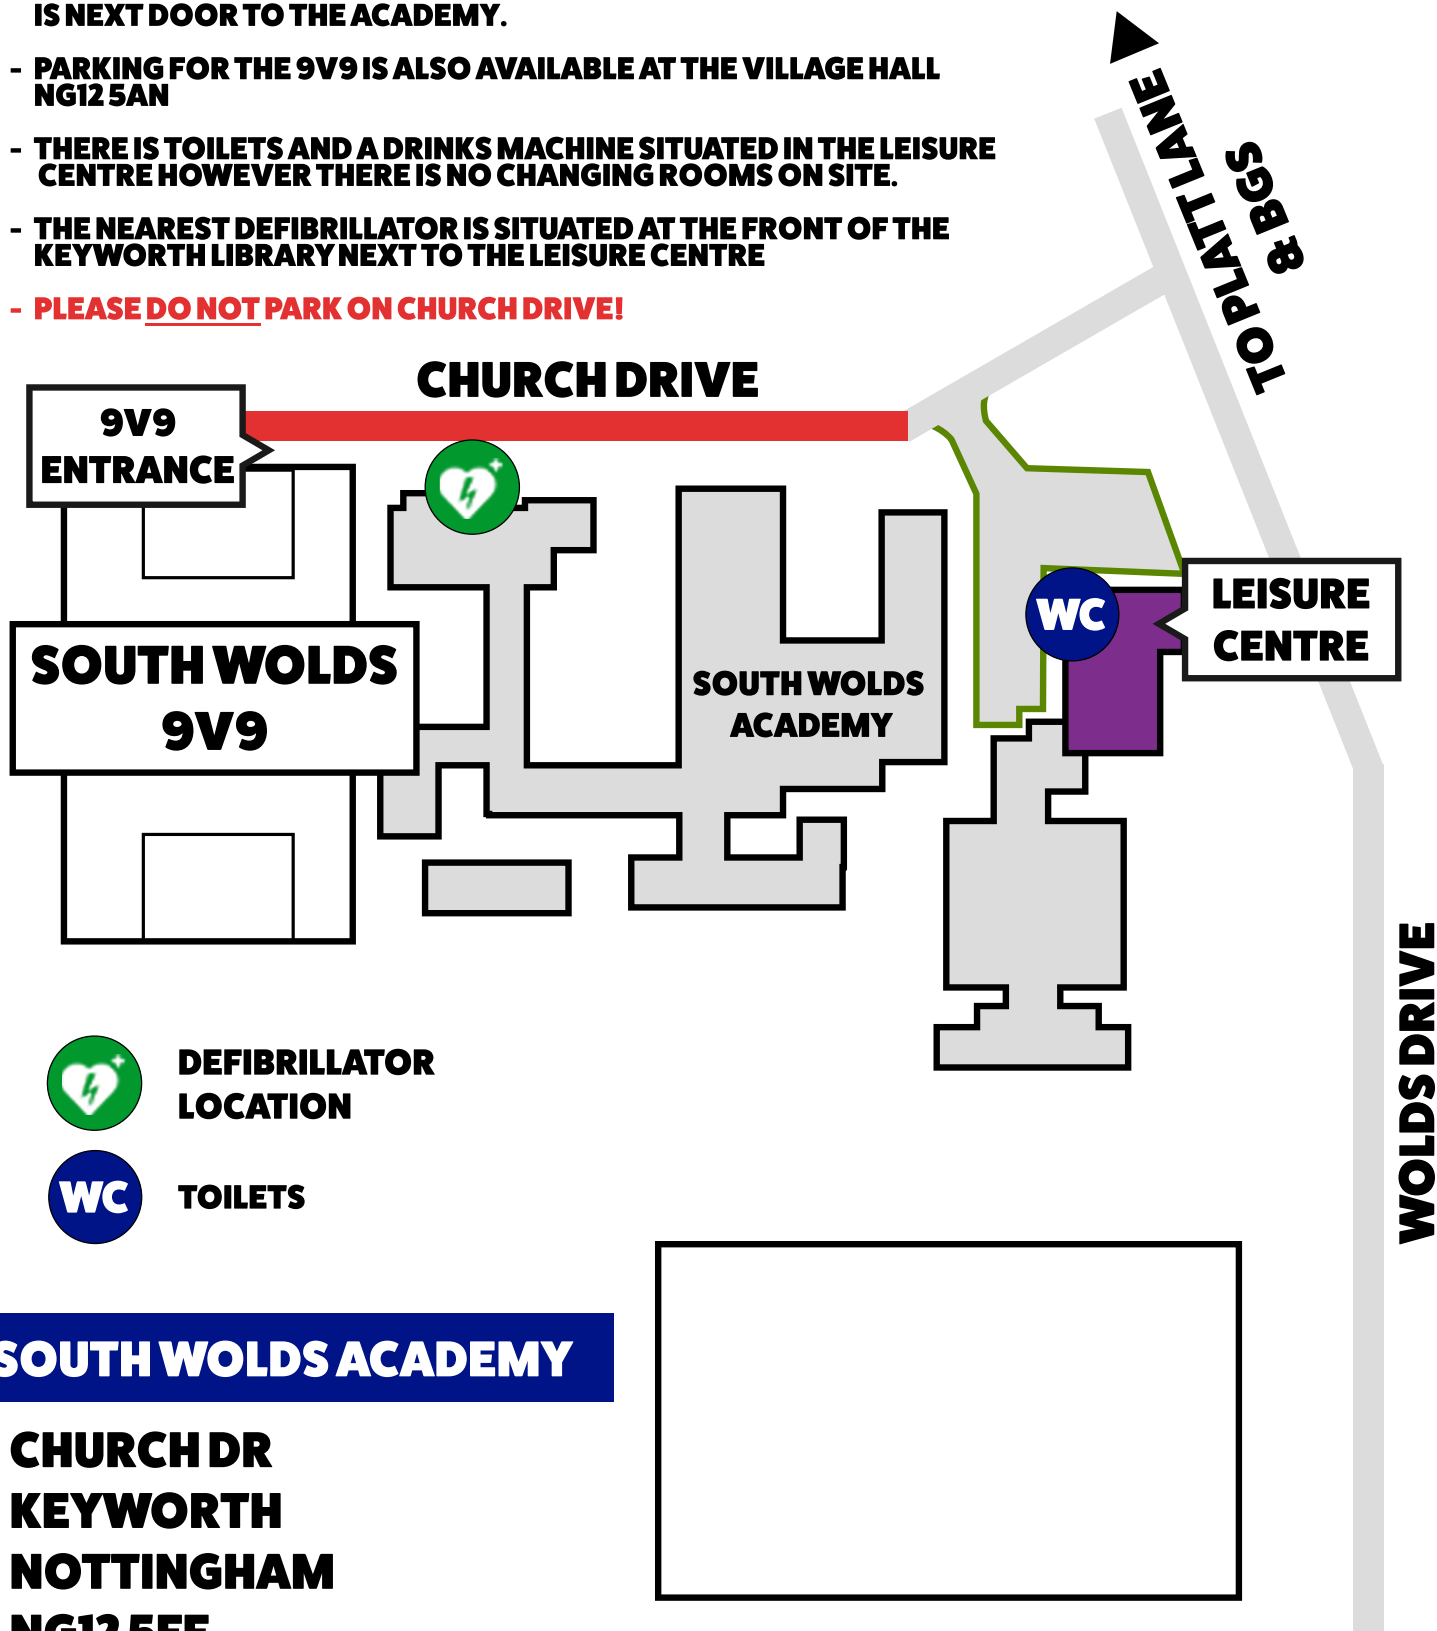 IS NEXT DOOR TO THE ACADEMY.
- PARKING FOR THE 9V9 IS ALSO AVAILABLE AT THE VILLAGE HALL
NG12 5AN
- THERE IS TOILETS AND A DRINKS MACHINE SITUATED IN THE LEISURE
CENTRE HOWEVER THERE IS NO CHANGING ROOMS ON SITE.
- THE NEAREST DEFIBRILLATOR IS SITUATED AT THE FRONT OF THE
KEYWORTH LIBRARY NEXT TO THE LEISURE CENTRE
- PLEASE DO NOT PARK ON CHURCH DRIVE!
TO PLATT LANE
& BGS
CHURCH DRIVE
9V9
ENTRANCE
LEISURE
CENTRE
WC
SOUTH WOLDS
9V9
SOUTH WOLDS
ACADEMY
WOLDS DRIVE
DEFIBRILLATOR
LOCATION
WC
TOILETS
SOUTH WOLDS ACADEMY
CHURCH DR
KEYWORTH
NOTTINGHAM